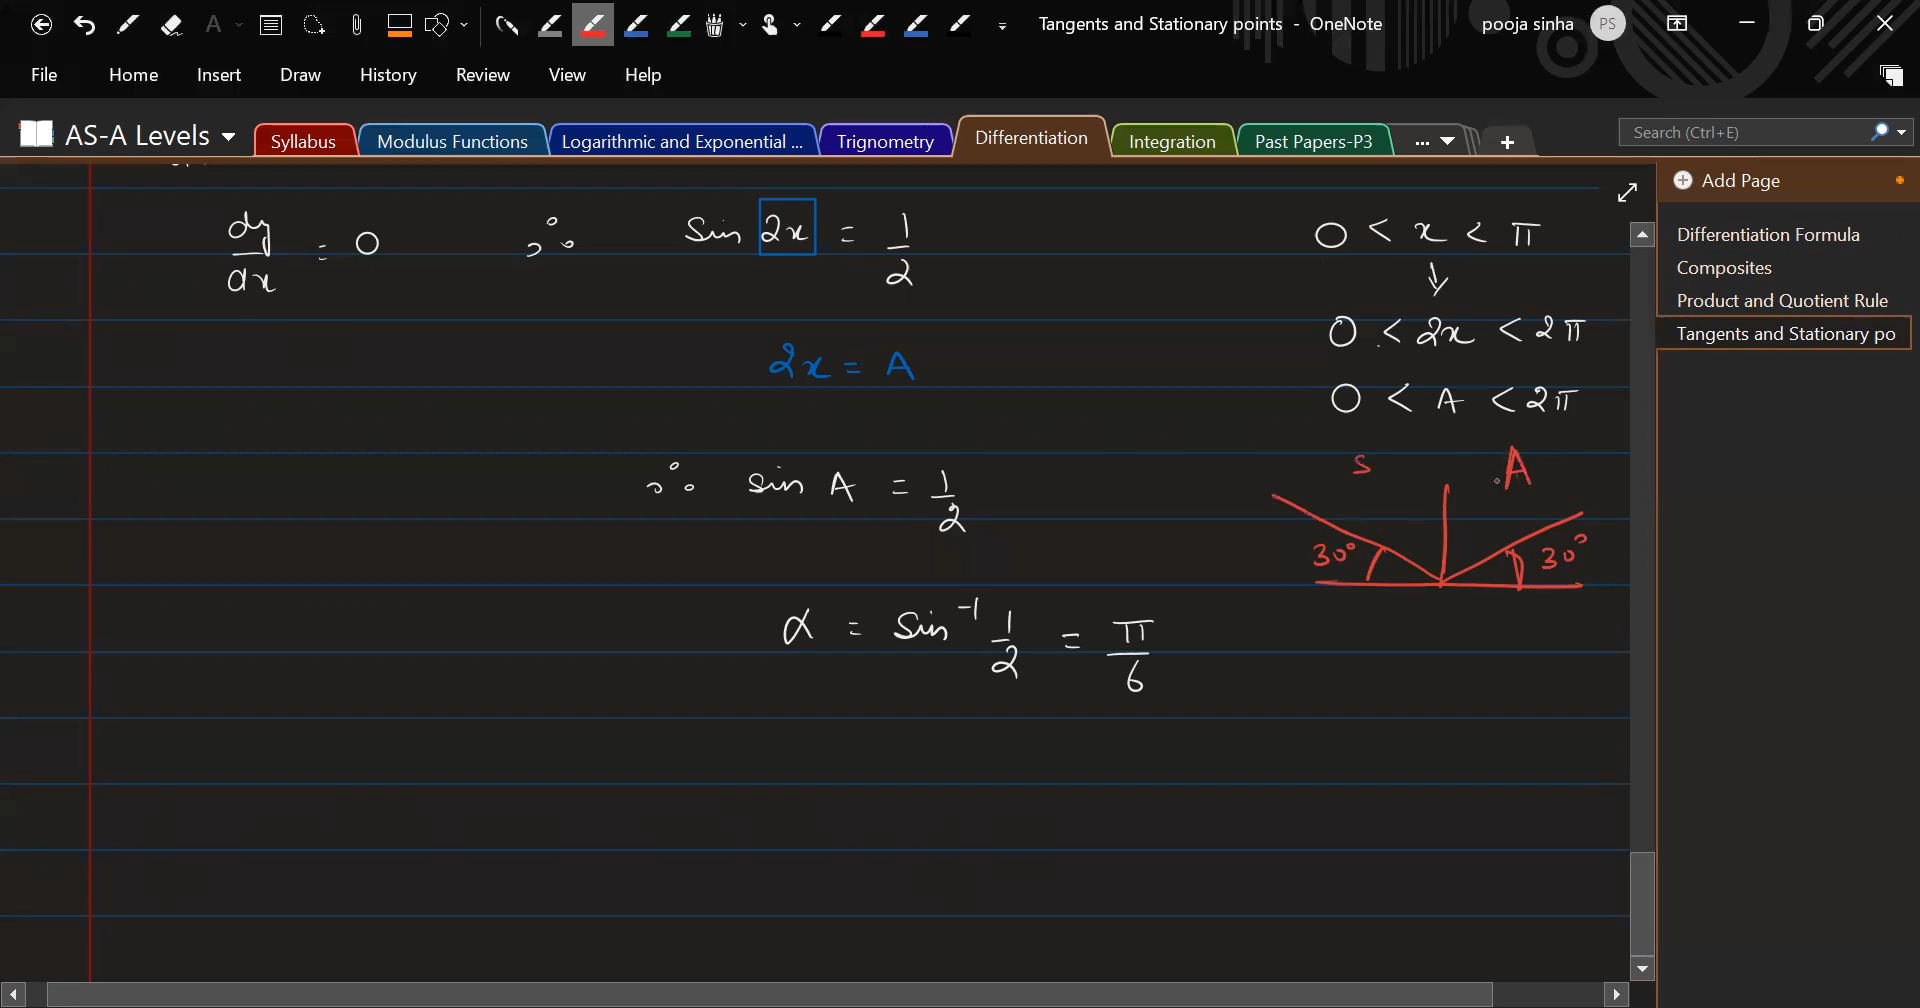 Tangents and Stationary points - OneNote
pooja sinha PS
File Home Insert Draw History Review View Help
AS-A Levels
Syllabus Modulus Functions Logarithmic and Exponential ... Trignometry Differentiation Integration Past Papers-P3 ... +
Search (Ctrl+E)
Add Page
Differentiation Formula
Composites
Product and Quotient Rule
Tangents and Stationary po
dy/dx = 0 ∴ sin 2x = 1/2
0 < x < π
↓
0 < 2x < 2π
2x = A
0 < A < 2π
S A
∴ sin A = 1/2
30° 30°
α = sin⁻¹ 1/2 = π/6